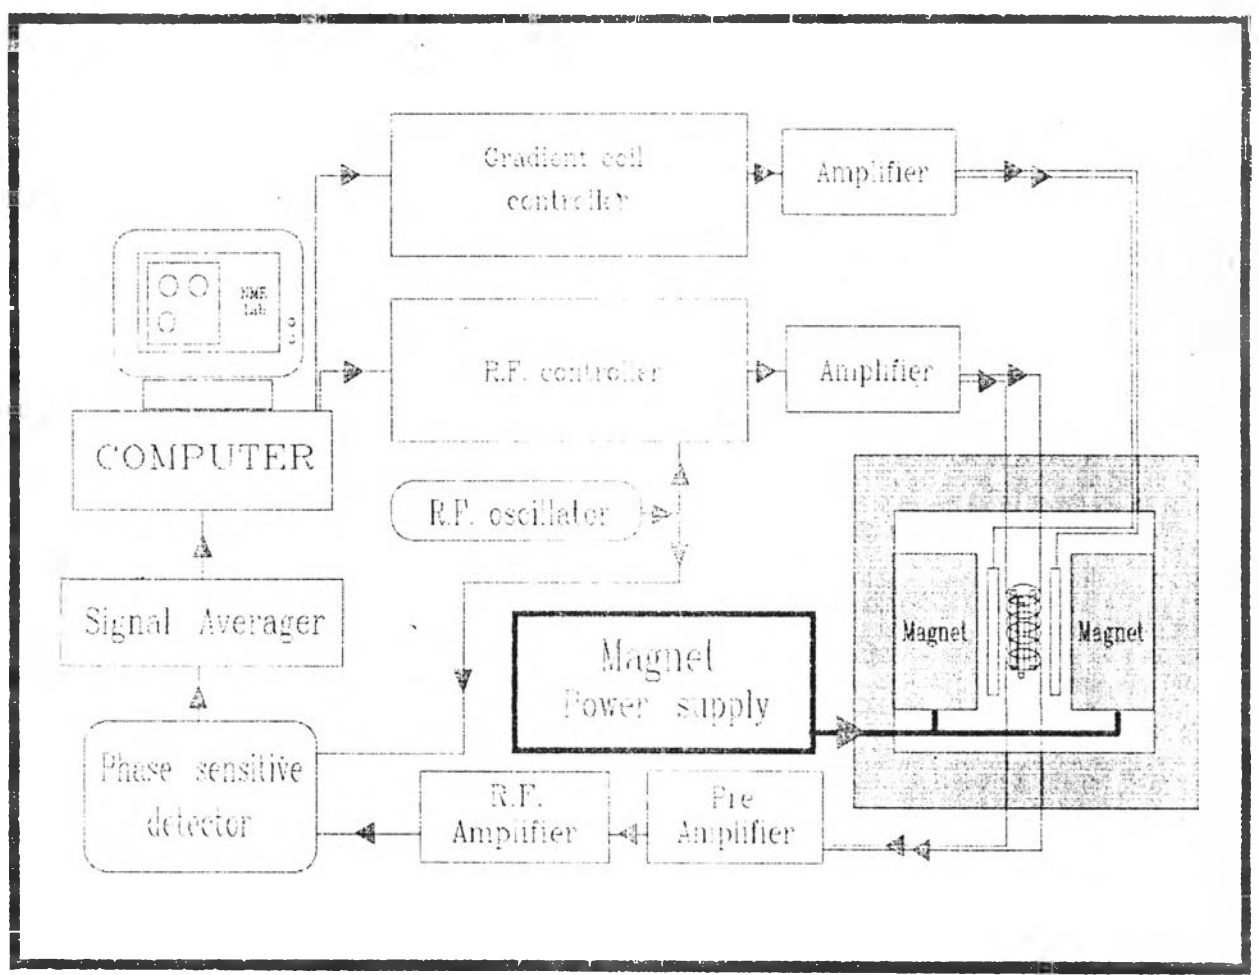 Gradient coil
controller
Amplifier
NMR
Lab
R.F. controller
Amplifier
COMPUTER
R.F. oscillator
Signal Averager
Magnet
Power supply
Magnet
Magnet
Phase sensitive
detector
R.F.
Amplifier
Pre
Amplifier